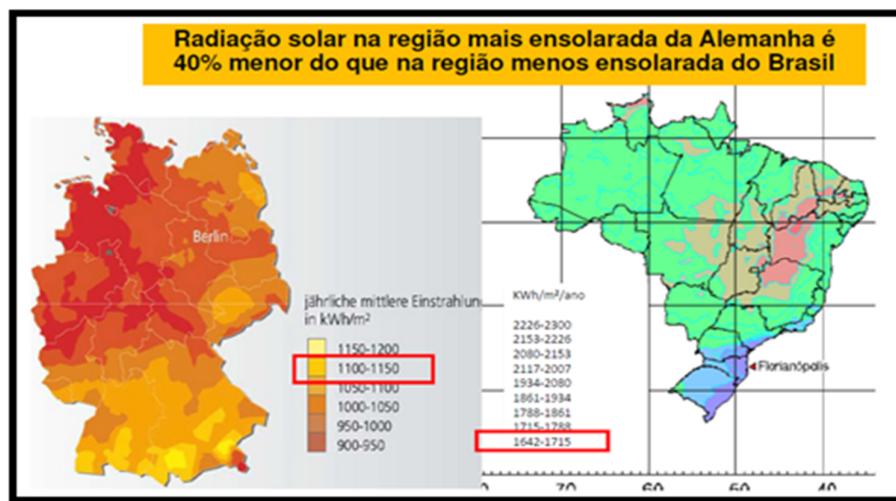 Radiação solar na região mais ensolarada da Alemanha é
40% menor do que na região menos ensolarada do Brasil
Berlin
jährliche mittlere Einstrahlun
in kWh/m²
1150-1200
1100-1150
1050-1100
1000-1050
950-1000
900-950
KWh/m²/ano
2226-2300
2153-2226
2080-2153
2117-2007
1934-2080
1861-1934
1788-1861
1715-1788
1642-1715
Florianópolis
-70
-60
-50
-40